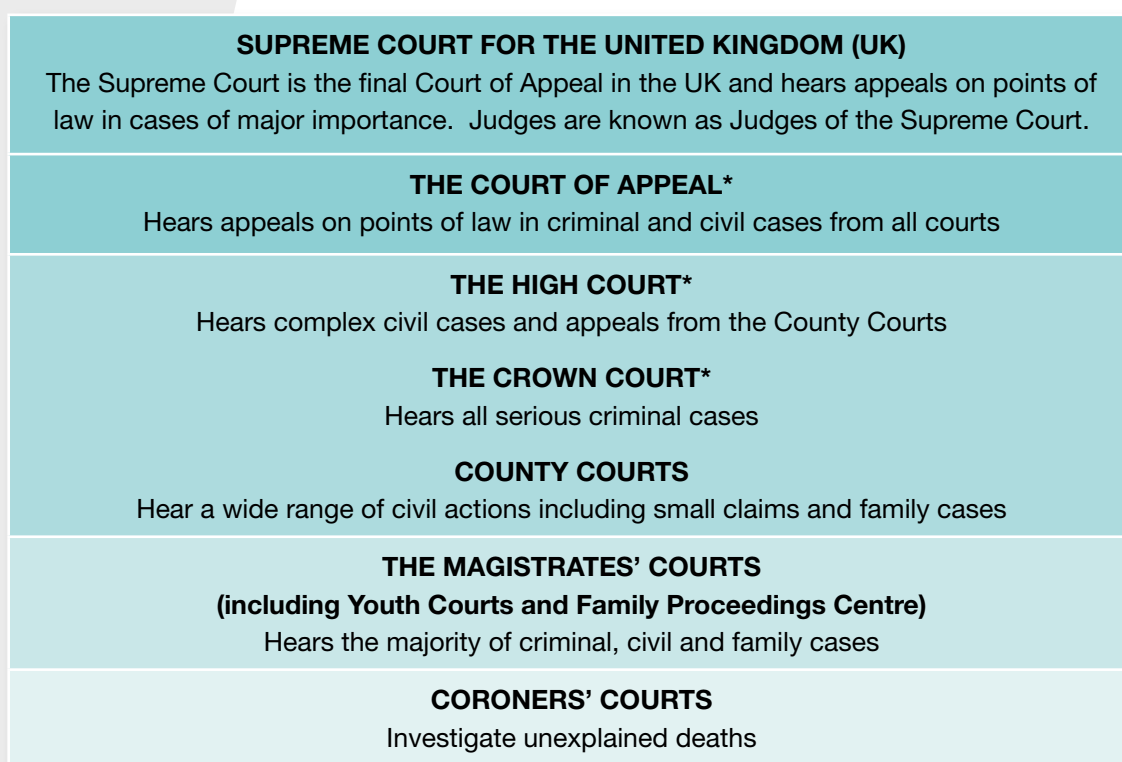 SUPREME COURT FOR THE UNITED KINGDOM (UK)
The Supreme Court is the final Court of Appeal in the UK and hears appeals on points of
law in cases of major importance.  Judges are known as Judges of the Supreme Court.
THE COURT OF APPEAL*
Hears appeals on points of law in criminal and civil cases from all courts
THE HIGH COURT*
Hears complex civil cases and appeals from the County Courts
THE CROWN COURT*
Hears all serious criminal cases
COUNTY COURTS
Hear a wide range of civil actions including small claims and family cases
THE MAGISTRATES’ COURTS
(including Youth Courts and Family Proceedings Centre)
Hears the majority of criminal, civil and family cases
CORONERS’ COURTS
Investigate unexplained deaths